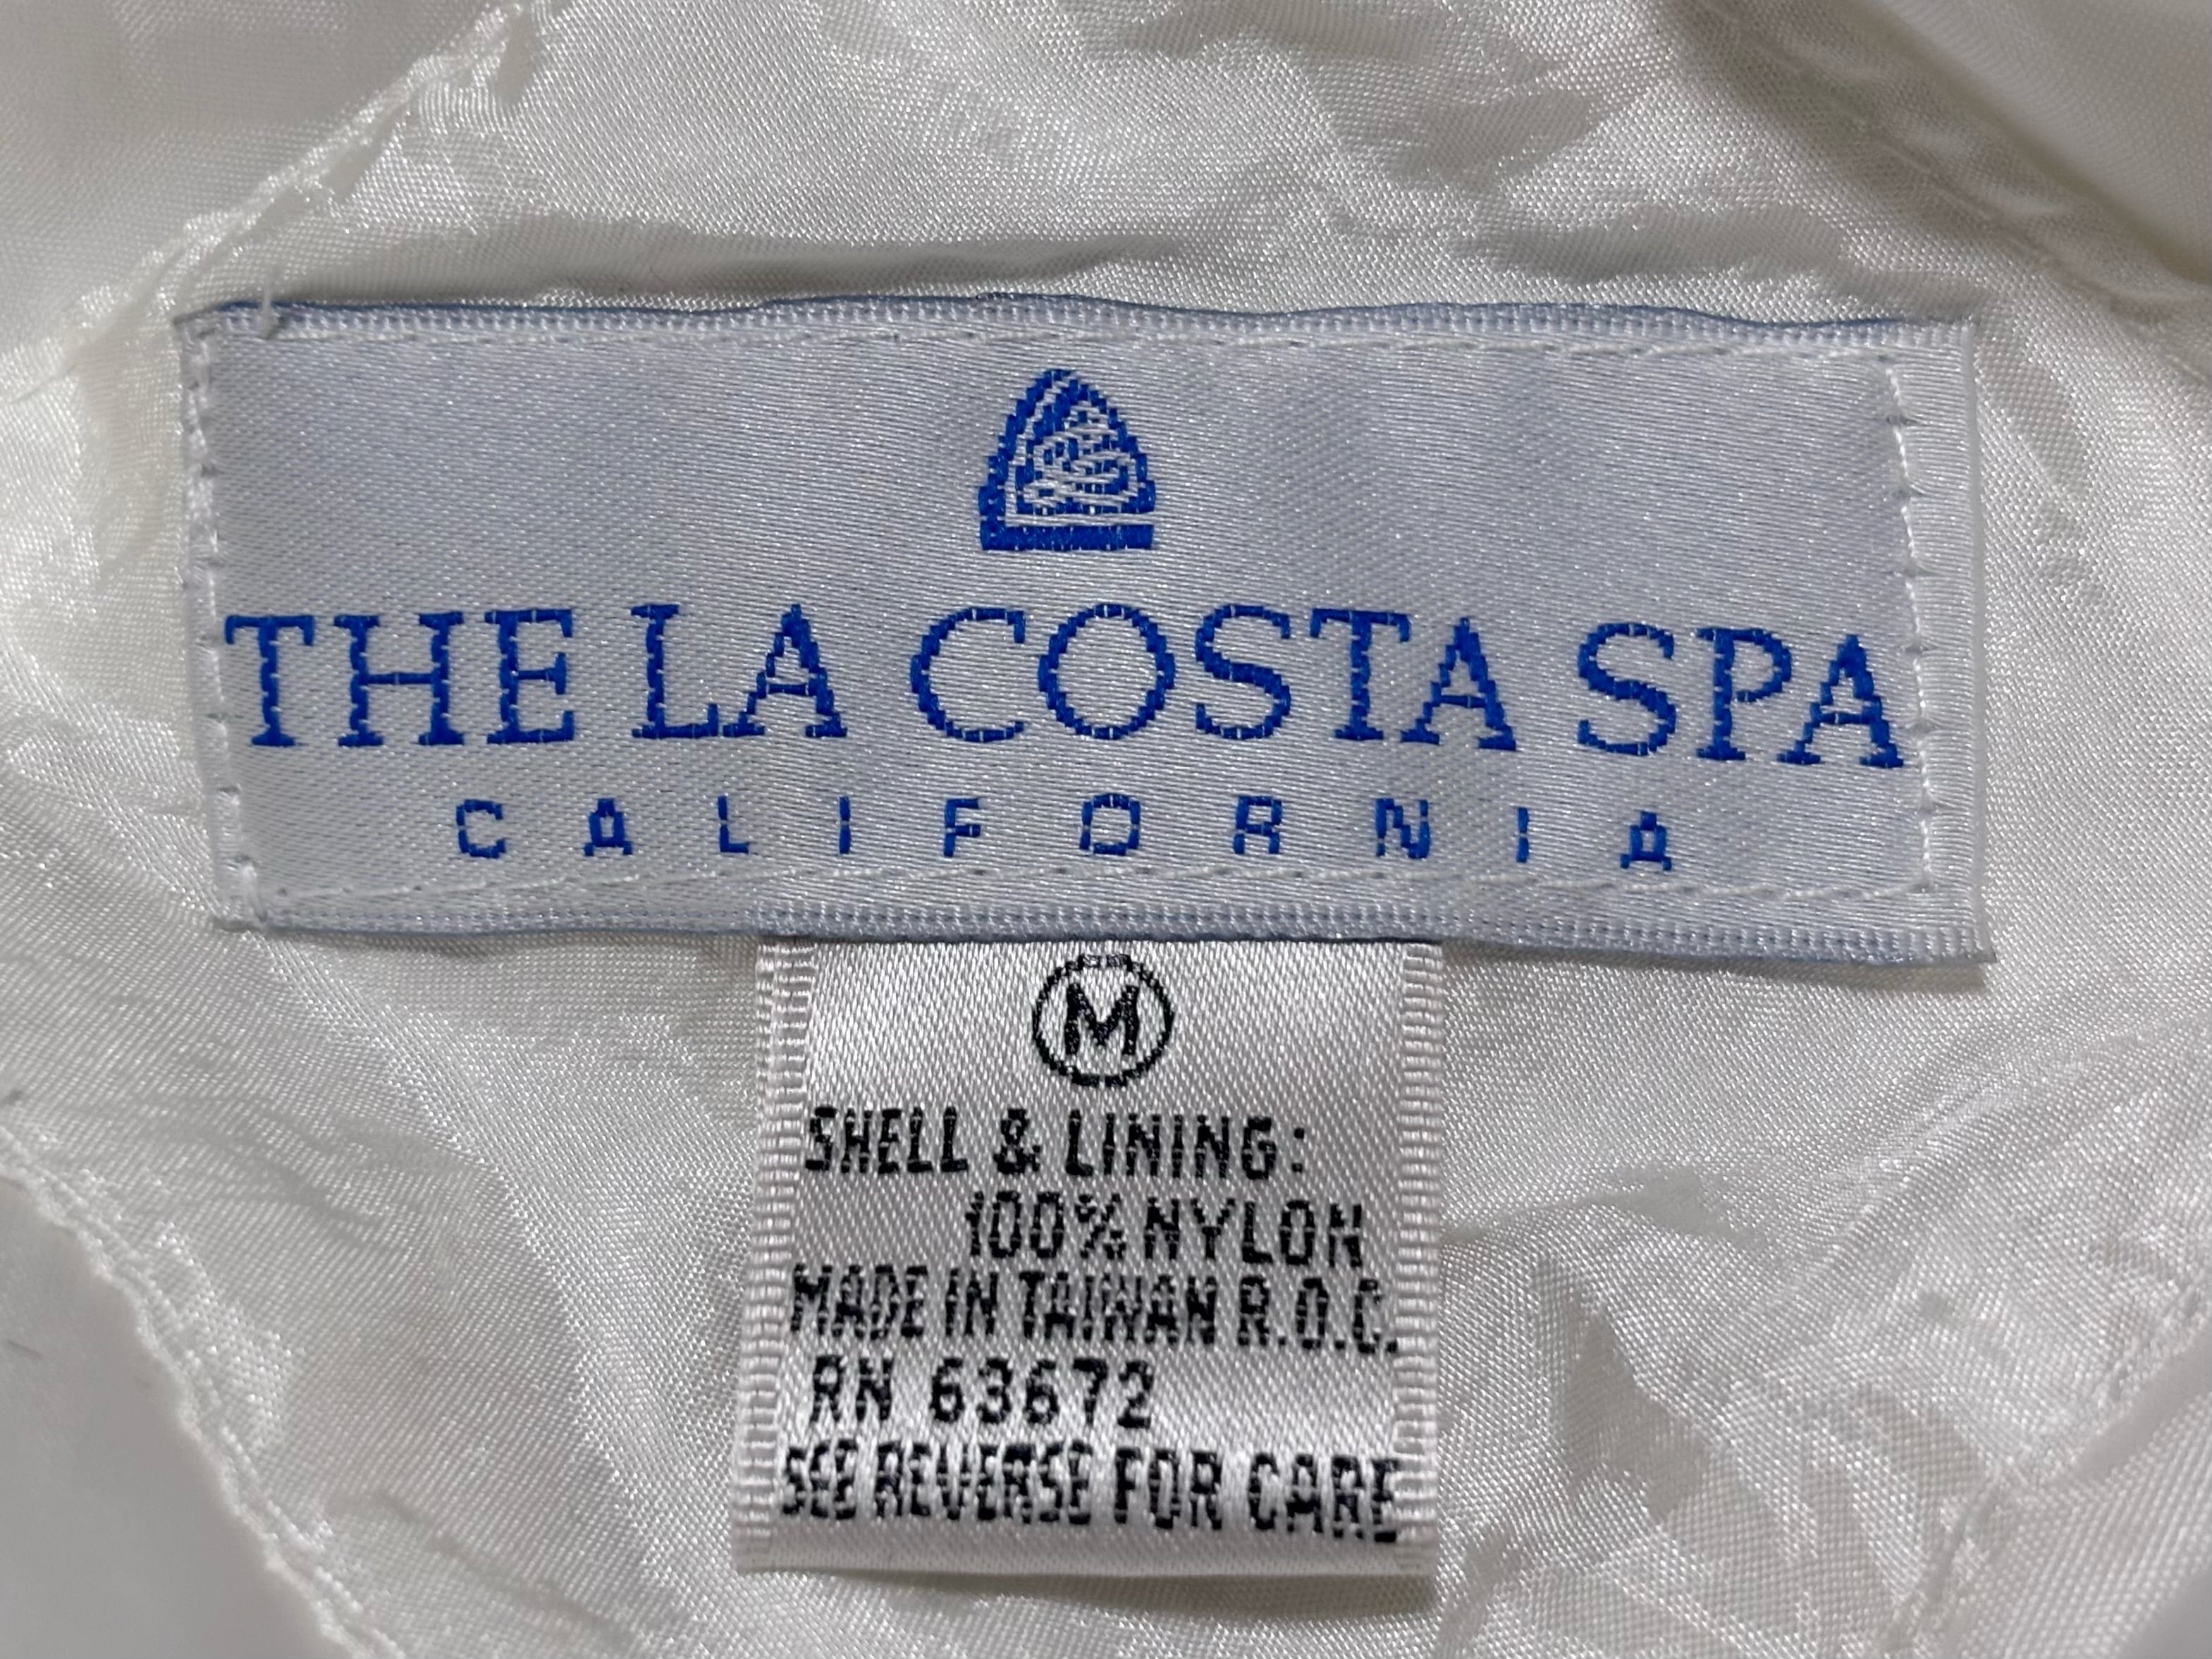 THE LA COSTA SPA
CALIFORNIA
M
SHELL & LINING:
100% NYLON
MADE IN TAIWAN R.O.C.
RN 63672
SEE REVERSE FOR CARE